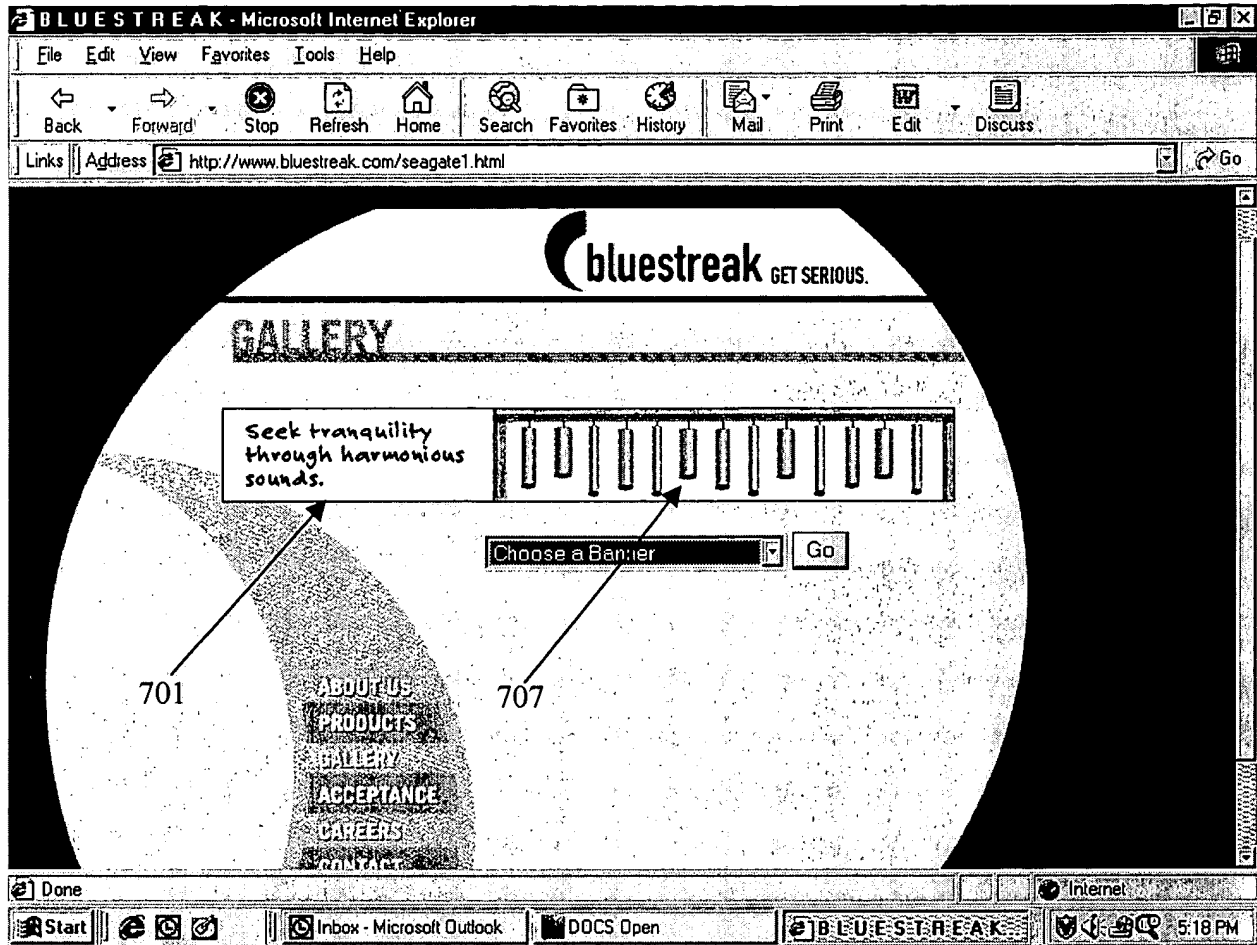 B L U E S T R E A K - Microsoft Internet Explorer
File Edit View Favorites Tools Help
Back Forward Stop Refresh Home Search Favorites History Mail Print Edit Discuss
Links Address http://www.bluestreak.com/seagate1.html Go
bluestreak GET SERIOUS.
GALLERY
Seek tranquility
through harmonious
sounds.
Choose a Banner Go
701 707
ABOUT US
PRODUCTS
GALLERY
ACCEPTANCE
CAREERS
Done Internet
Start Inbox - Microsoft Outlook DOCS Open B L U E S T R E A K 5:18 PM